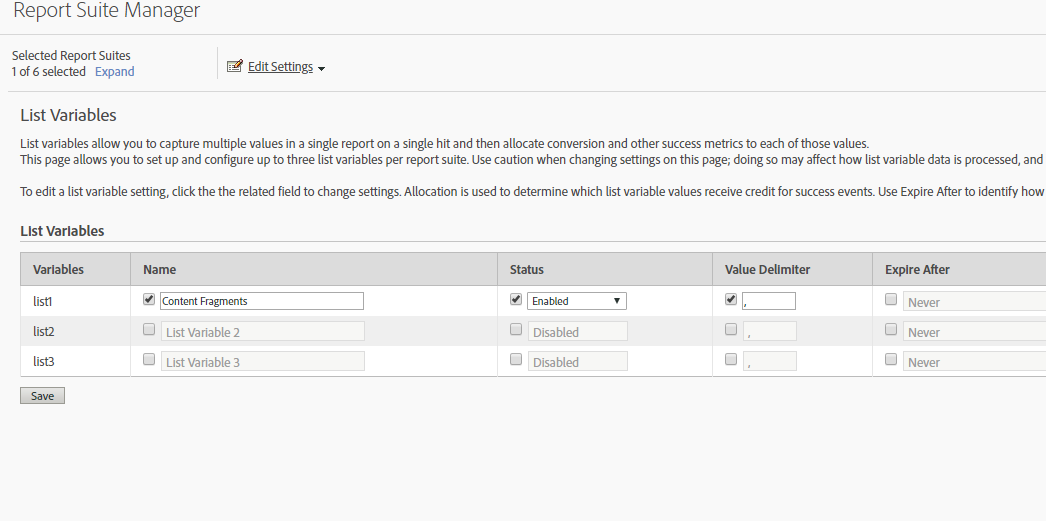 Report Suite Manager
Selected Report Suites
1 of 6 selected Expand
Edit Settings
List Variables
List variables allow you to capture multiple values in a single report on a single hit and then allocate conversion and other success metrics to each of those values.
This page allows you to set up and configure up to three list variables per report suite. Use caution when changing settings on this page; doing so may affect how list variable data is processed, and
To edit a list variable setting, click the the related field to change settings. Allocation is used to determine which list variable values receive credit for success events. Use Expire After to identify how
List Variables
Variables Name Status Value Delimiter Expire After
list1 Content Fragments Enabled , Never
list2 List Variable 2 Disabled , Never
list3 List Variable 3 Disabled , Never
Save